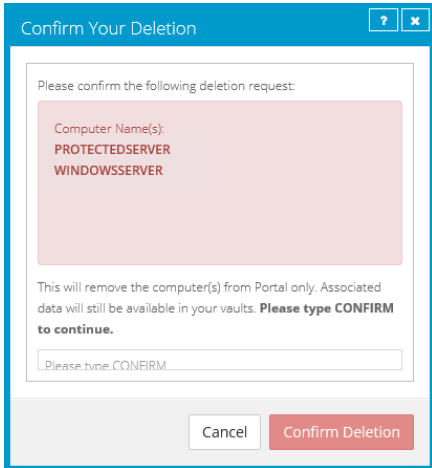 Confirm Your Deletion
? x
Please confirm the following deletion request:
Computer Name(s):
PROTECTEDSERVER
WINDOWSSERVER
This will remove the computer(s) from Portal only. Associated
data will still be available in your vaults. Please type CONFIRM
to continue.
Please type CONFIRM
Cancel
Confirm Deletion